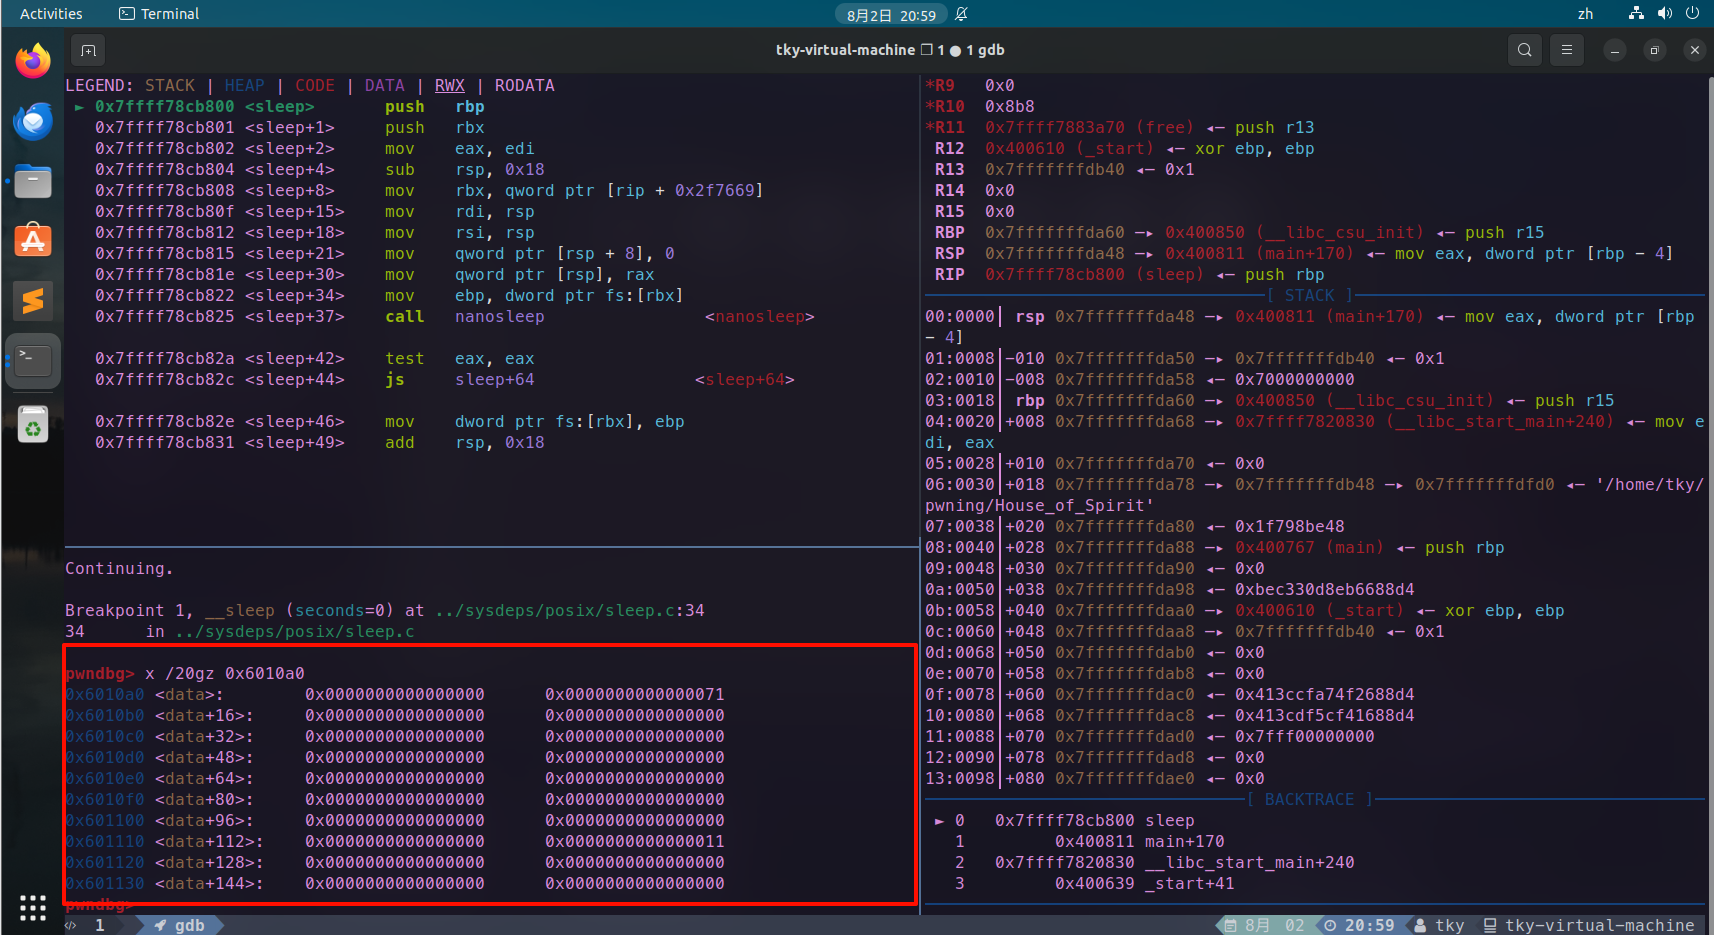 Activities
Terminal
8月2日 20:59
zh
tky-virtual-machine ❐ 1 ● 1 gdb
LEGEND: STACK | HEAP | CODE | DATA | RWX | RODATA
► 0x7ffff78cb800 <sleep> push rbp
0x7ffff78cb801 <sleep+1> push rbx
0x7ffff78cb802 <sleep+2> mov eax, edi
0x7ffff78cb804 <sleep+4> sub rsp, 0x18
0x7ffff78cb808 <sleep+8> mov rbx, qword ptr [rip + 0x2f7669]
0x7ffff78cb80f <sleep+15> mov rdi, rsp
0x7ffff78cb812 <sleep+18> mov rsi, rsp
0x7ffff78cb815 <sleep+21> mov qword ptr [rsp + 8], 0
0x7ffff78cb81e <sleep+30> mov qword ptr [rsp], rax
0x7ffff78cb822 <sleep+34> mov ebp, dword ptr fs:[rbx]
0x7ffff78cb825 <sleep+37> call nanosleep <nanosleep>
0x7ffff78cb82a <sleep+42> test eax, eax
0x7ffff78cb82c <sleep+44> js sleep+64 <sleep+64>
0x7ffff78cb82e <sleep+46> mov dword ptr fs:[rbx], ebp
0x7ffff78cb831 <sleep+49> add rsp, 0x18
Continuing.
Breakpoint 1, __sleep (seconds=0) at ../sysdeps/posix/sleep.c:34
34 in ../sysdeps/posix/sleep.c
pwndbg> x /20gz 0x6010a0
0x6010a0 <data>: 0x0000000000000000 0x0000000000000071
0x6010b0 <data+16>: 0x0000000000000000 0x0000000000000000
0x6010c0 <data+32>: 0x0000000000000000 0x0000000000000000
0x6010d0 <data+48>: 0x0000000000000000 0x0000000000000000
0x6010e0 <data+64>: 0x0000000000000000 0x0000000000000000
0x6010f0 <data+80>: 0x0000000000000000 0x0000000000000000
0x601100 <data+96>: 0x0000000000000000 0x0000000000000000
0x601110 <data+112>: 0x0000000000000000 0x0000000000000011
0x601120 <data+128>: 0x0000000000000000 0x0000000000000000
0x601130 <data+144>: 0x0000000000000000 0x0000000000000000
pwndbg>
*R9 0x0
*R10 0x8b8
*R11 0x7ffff7883a70 (free) ◂— push r13
R12 0x400610 (_start) ◂— xor ebp, ebp
R13 0x7fffffffdb40 ◂— 0x1
R14 0x0
R15 0x0
RBP 0x7fffffffda60 —▸ 0x400850 (__libc_csu_init) ◂— push r15
RSP 0x7fffffffda48 —▸ 0x400811 (main+170) ◂— mov eax, dword ptr [rbp − 4]
RIP 0x7ffff78cb800 (sleep) ◂— push rbp
[ STACK ]
00:0000│ rsp 0x7fffffffda48 —▸ 0x400811 (main+170) ◂— mov eax, dword ptr [rbp
− 4]
01:0008│−010 0x7fffffffda50 —▸ 0x7fffffffdb40 ◂— 0x1
02:0010│−008 0x7fffffffda58 ◂— 0x7000000000
03:0018│ rbp 0x7fffffffda60 —▸ 0x400850 (__libc_csu_init) ◂— push r15
04:0020│+008 0x7fffffffda68 —▸ 0x7ffff7820830 (__libc_start_main+240) ◂— mov e
di, eax
05:0028│+010 0x7fffffffda70 ◂— 0x0
06:0030│+018 0x7fffffffda78 —▸ 0x7fffffffdb48 —▸ 0x7fffffffdfd0 ◂— '/home/tky/
pwning/House_of_Spirit'
07:0038│+020 0x7fffffffda80 ◂— 0x1f798be48
08:0040│+028 0x7fffffffda88 —▸ 0x400767 (main) ◂— push rbp
09:0048│+030 0x7fffffffda90 ◂— 0x0
0a:0050│+038 0x7fffffffda98 ◂— 0xbec330d8eb6688d4
0b:0058│+040 0x7fffffffdaa0 —▸ 0x400610 (_start) ◂— xor ebp, ebp
0c:0060│+048 0x7fffffffdaa8 —▸ 0x7fffffffdb40 ◂— 0x1
0d:0068│+050 0x7fffffffdab0 ◂— 0x0
0e:0070│+058 0x7fffffffdab8 ◂— 0x0
0f:0078│+060 0x7fffffffdac0 ◂— 0x413ccfa74f2688d4
10:0080│+068 0x7fffffffdac8 ◂— 0x413cdf5cf41688d4
11:0088│+070 0x7fffffffdad0 ◂— 0x7fff00000000
12:0090│+078 0x7fffffffdad8 ◂— 0x0
13:0098│+080 0x7fffffffdae0 ◂— 0x0
[ BACKTRACE ]
► 0 0x7ffff78cb800 sleep
1 0x400811 main+170
2 0x7ffff7820830 __libc_start_main+240
3 0x400639 _start+41
</> 1 gdb
8月 02 20:59 tky tky-virtual-machine